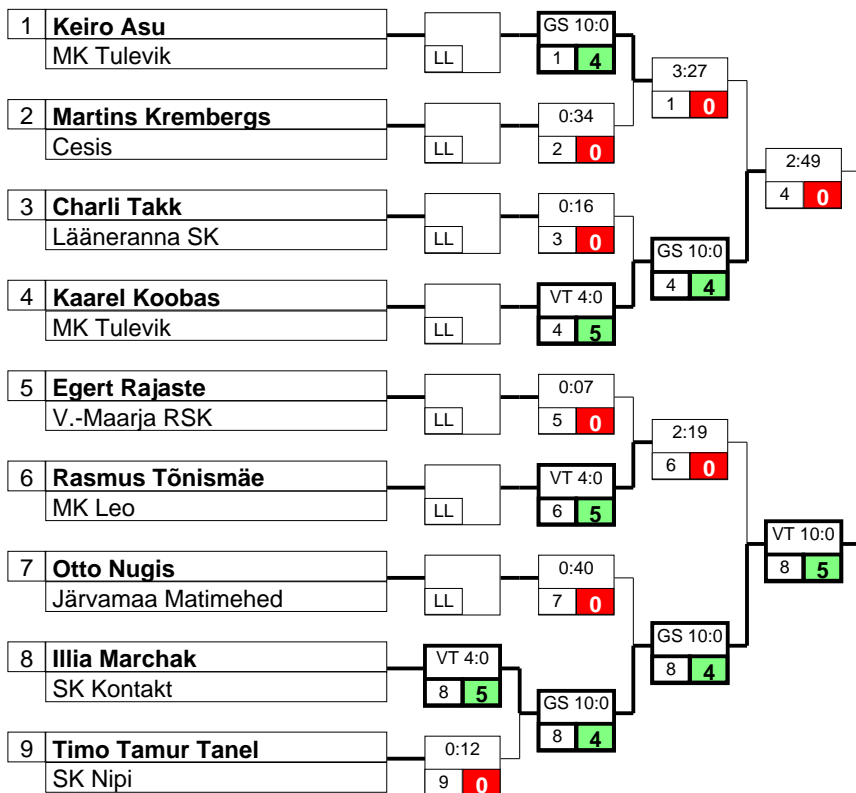 1 Keiro Asu
MK Tulevik
LL
GS 10:0
1 4
3:27
1 0
2 Martins Krembergs
Cesis
LL
0:34
2 0
2:49
4 0
3 Charli Takk
Lääneranna SK
LL
0:16
3 0
GS 10:0
4 4
4 Kaarel Koobas
MK Tulevik
LL
VT 4:0
4 5
5 Egert Rajaste
V.-Maarja RSK
LL
0:07
5 0
2:19
6 0
6 Rasmus Tõnismäe
MK Leo
LL
VT 4:0
6 5
VT 10:0
8 5
7 Otto Nugis
Järvamaa Matimehed
LL
0:40
7 0
GS 10:0
8 4
8 Illia Marchak
SK Kontakt
VT 4:0
8 5
GS 10:0
8 4
9 Timo Tamur Tanel
SK Nipi
0:12
9 0